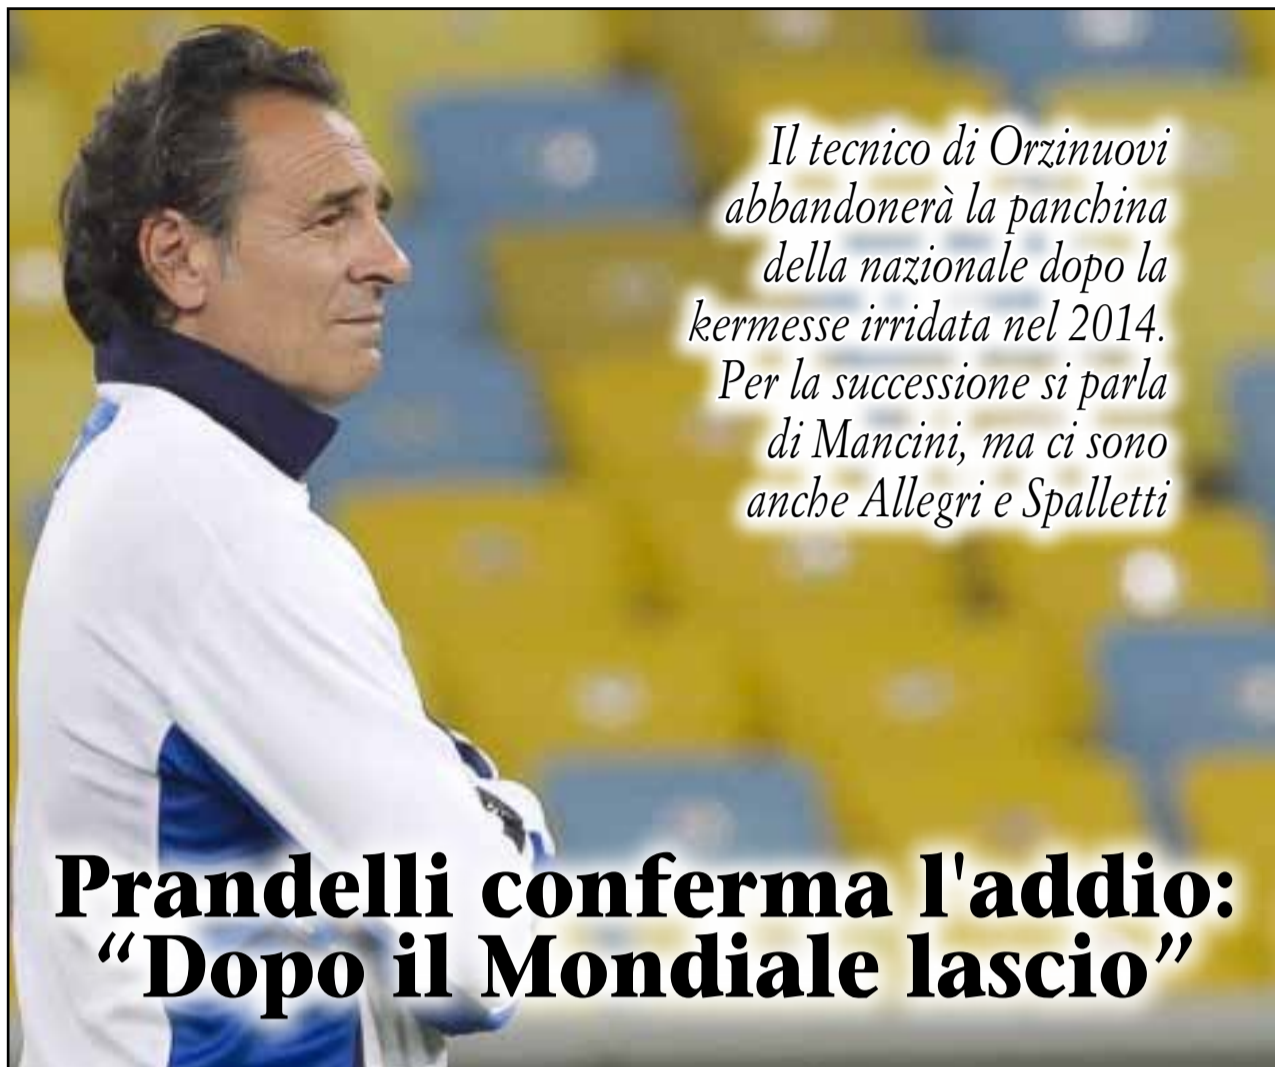 Il tecnico di Orzinuovi
abbandonerà la panchina
della nazionale dopo la
kermesse irridata nel 2014.
Per la successione si parla
di Mancini, ma ci sono
anche Allegri e Spalletti
Prandelli conferma l'addio:
“Dopo il Mondiale lascio”